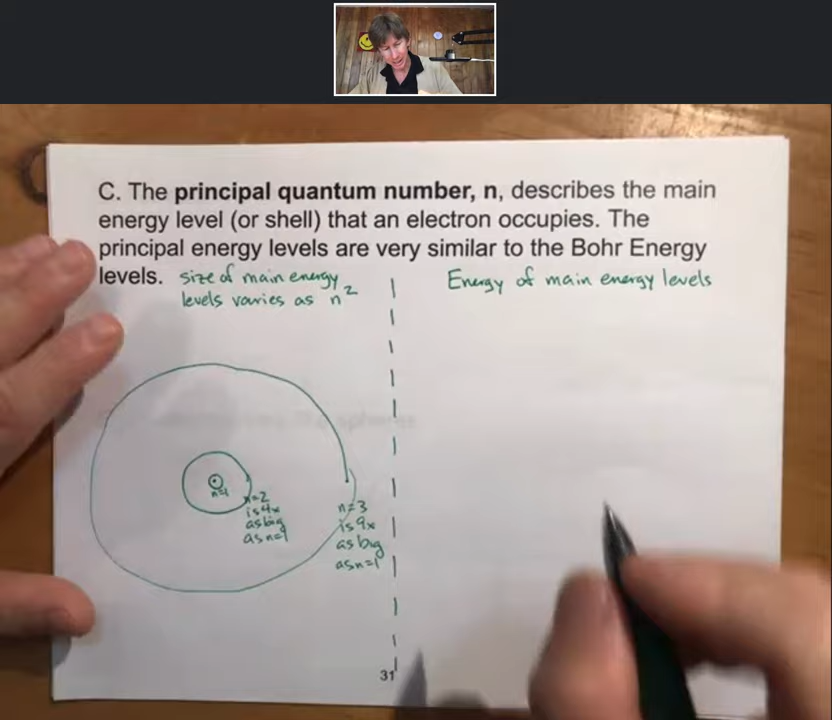 C. The principal quantum number, n, describes the main
energy level (or shell) that an electron occupies. The
principal energy levels are very similar to the Bohr Energy
levels. size of main energy
levels varies as n²
Energy of main energy levels
n=1
n=2
is 4x
as big
as n=1
n=3
is 9x
as big
as n=1
31